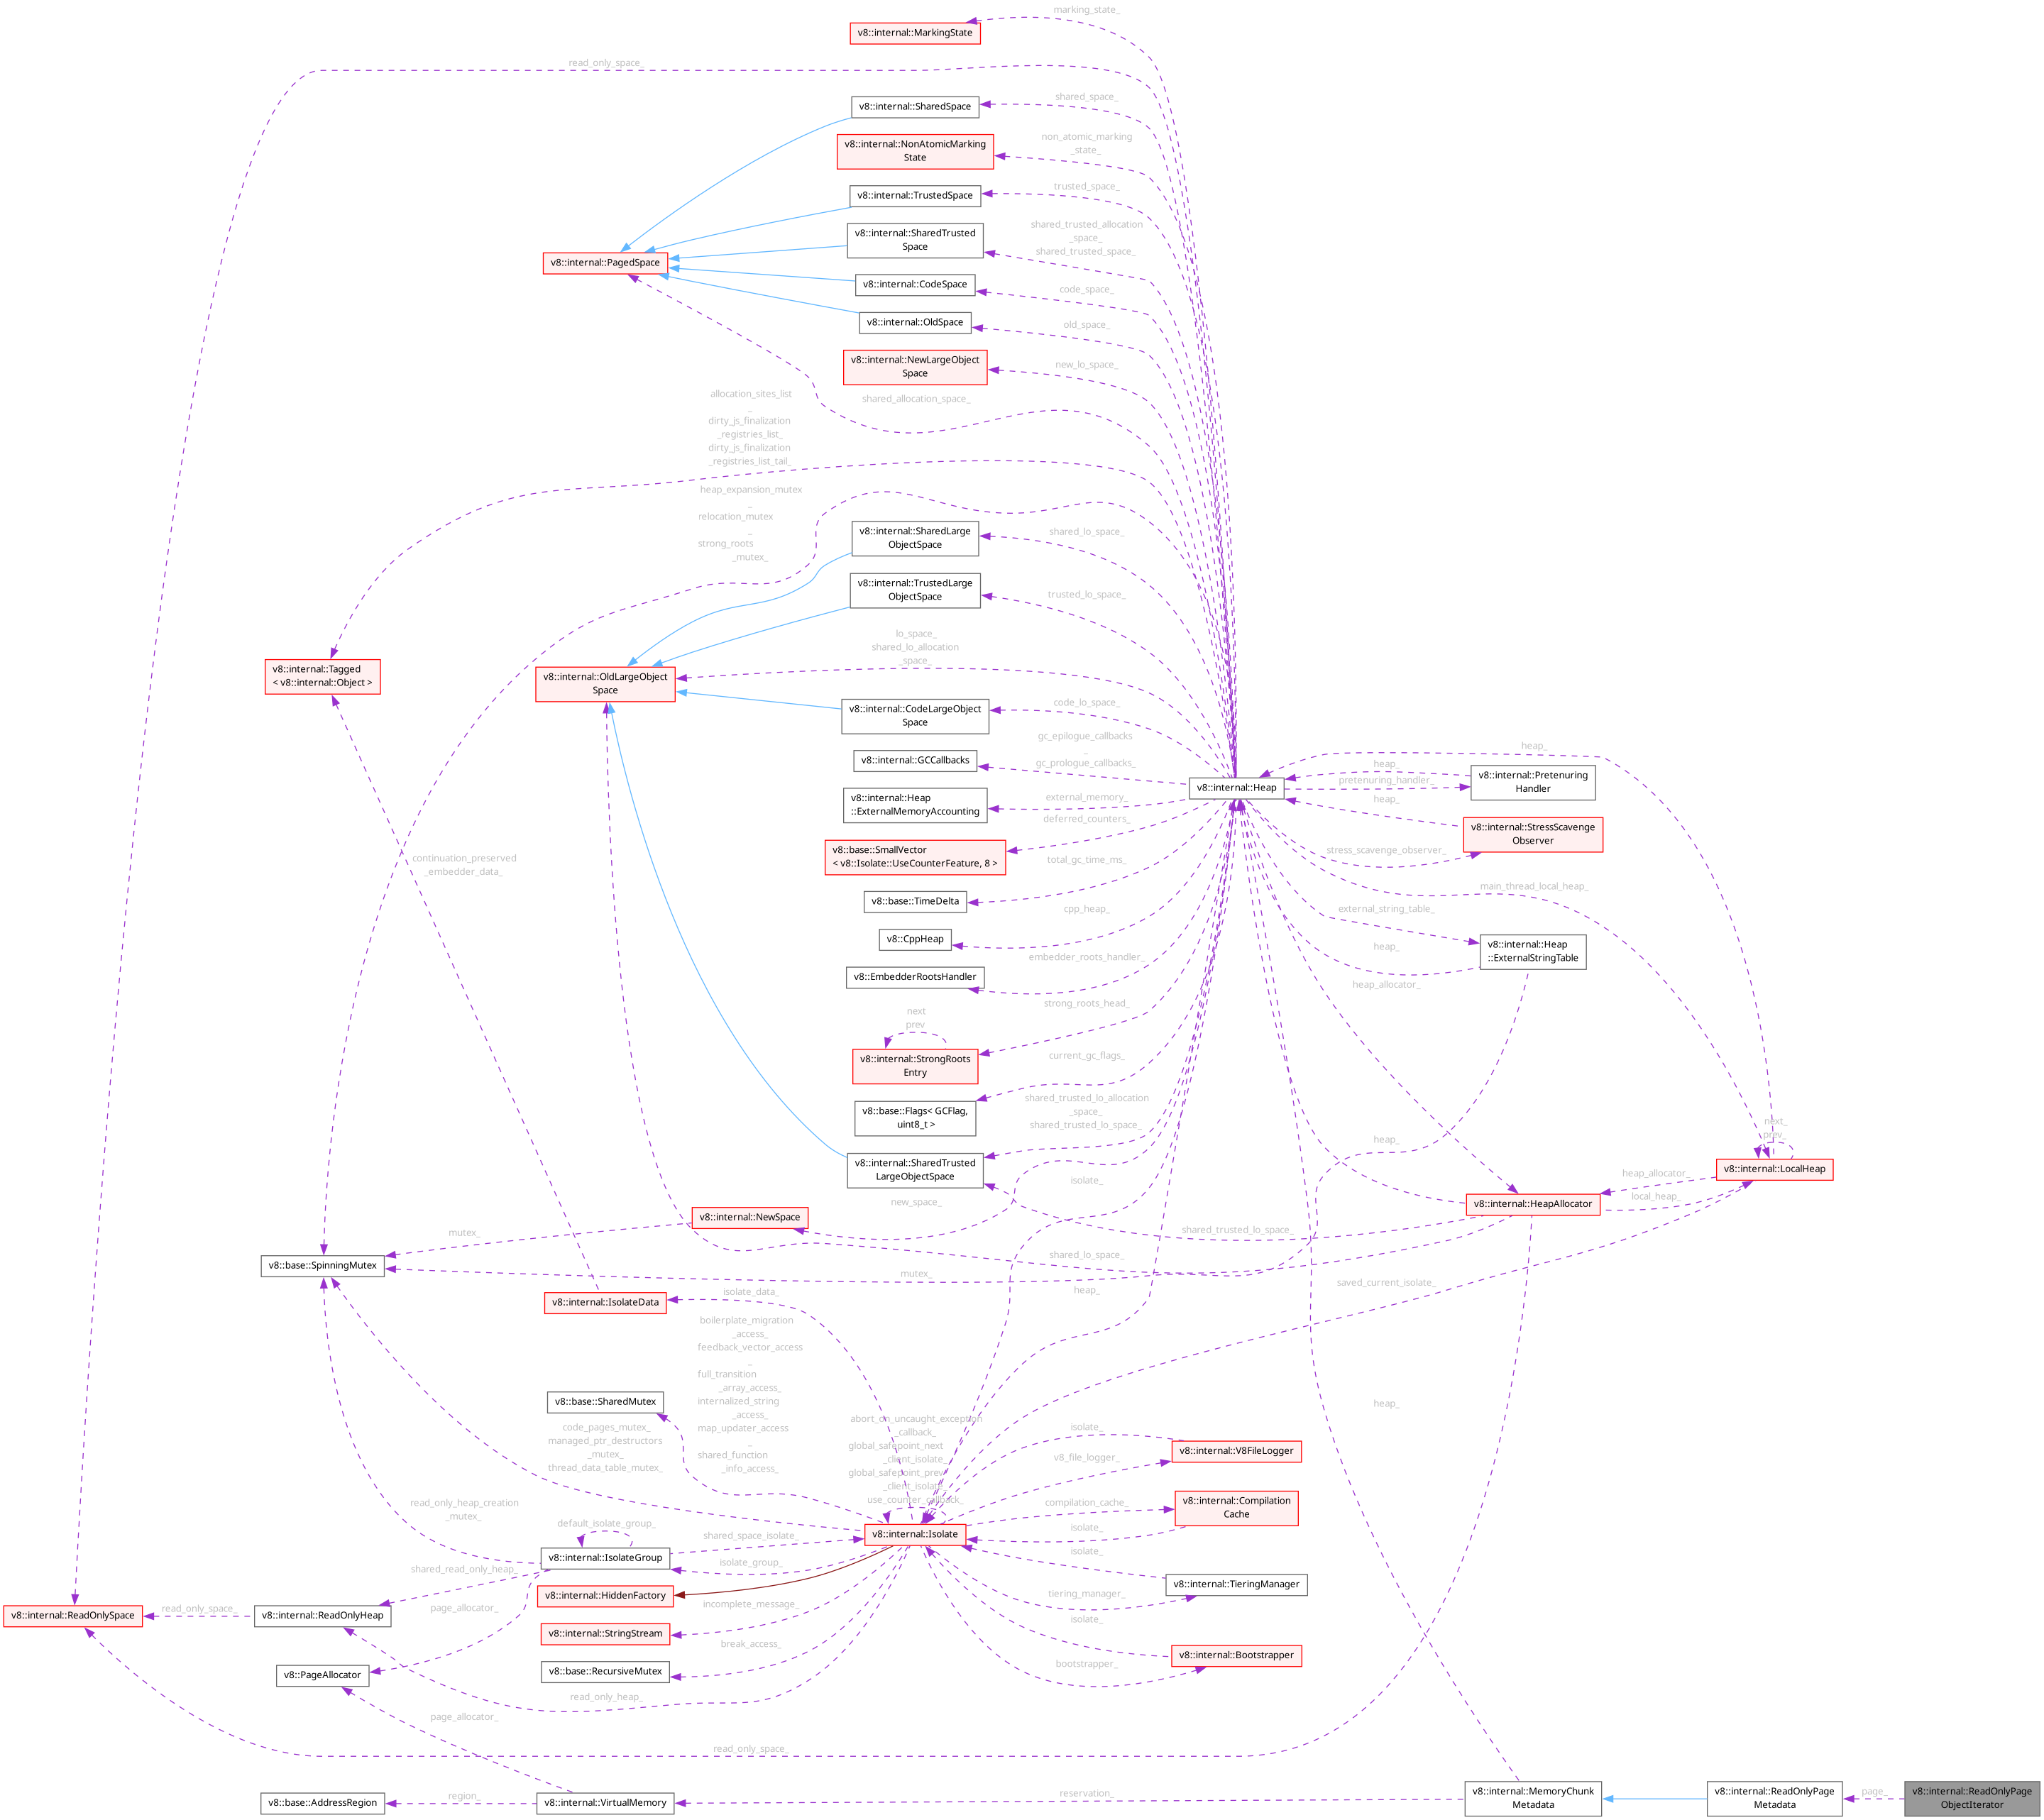 marking_state_
v8::internal::MarkingState
read_only_space_
v8::internal::SharedSpace
shared_space_
v8::internal::NonAtomicMarking
State
non_atomic_marking
_state_
v8::internal::TrustedSpace
trusted_space_
v8::internal::SharedTrusted
Space
shared_trusted_allocation
_space_
shared_trusted_space_
v8::internal::PagedSpace
v8::internal::CodeSpace
code_space_
v8::internal::OldSpace
old_space_
v8::internal::NewLargeObject
Space
new_lo_space_
shared_allocation_space_
allocation_sites_list
_
dirty_js_finalization
_registries_list_
dirty_js_finalization
_registries_list_tail_
heap_expansion_mutex
_
relocation_mutex
_
strong_roots
_mutex_
v8::internal::SharedLarge
ObjectSpace
shared_lo_space_
v8::internal::TrustedLarge
ObjectSpace
trusted_lo_space_
lo_space_
shared_lo_allocation
_space_
v8::internal::Tagged
< v8::internal::Object >
v8::internal::OldLargeObject
Space
v8::internal::CodeLargeObject
Space
code_lo_space_
v8::internal::GCCallbacks
gc_epilogue_callbacks
_
gc_prologue_callbacks_
v8::internal::Heap
::ExternalMemoryAccounting
external_memory_
v8::internal::Heap
heap_
heap_
pretenuring_handler_
v8::internal::Pretenuring
Handler
heap_
v8::internal::StressScavenge
Observer
stress_scavenge_observer_
deferred_counters_
v8::base::SmallVector
< v8::Isolate::UseCounterFeature, 8 >
continuation_preserved
_embedder_data_
total_gc_time_ms_
v8::base::TimeDelta
main_thread_local_heap_
cpp_heap_
v8::CppHeap
external_string_table_
heap_
v8::internal::Heap
::ExternalStringTable
embedder_roots_handler_
v8::EmbedderRootsHandler
heap_allocator_
strong_roots_head_
next
prev
v8::internal::StrongRoots
Entry
current_gc_flags_
v8::base::Flags< GCFlag,
uint8_t >
shared_trusted_lo_allocation
_space_
shared_trusted_lo_space_
heap_
next_
prev_
v8::internal::SharedTrusted
LargeObjectSpace
isolate_
heap_allocator_
v8::internal::LocalHeap
new_space_
local_heap_
v8::internal::HeapAllocator
v8::internal::NewSpace
mutex_
shared_trusted_lo_space_
v8::base::SpinningMutex
shared_lo_space_
mutex_
saved_current_isolate_
heap_
v8::internal::IsolateData
isolate_data_
boilerplate_migration
_access_
feedback_vector_access
_
full_transition
_array_access_
internalized_string
_access_
map_updater_access
_
shared_function
_info_access_
v8::base::SharedMutex
heap_
code_pages_mutex_
managed_ptr_destructors
_mutex_
thread_data_table_mutex_
abort_on_uncaught_exception
_callback_
global_safepoint_next
_client_isolate_
global_safepoint_prev
_client_isolate_
use_counter_callback_
isolate_
v8_file_logger_
v8::internal::V8FileLogger
read_only_heap_creation
_mutex_
default_isolate_group_
shared_space_isolate_
v8::internal::Isolate
compilation_cache_
isolate_
v8::internal::Compilation
Cache
v8::internal::IsolateGroup
isolate_group_
shared_read_only_heap_
isolate_
v8::internal::TieringManager
tiering_manager_
v8::internal::HiddenFactory
incomplete_message_
v8::internal::ReadOnlySpace
read_only_space_
v8::internal::ReadOnlyHeap
page_allocator_
v8::internal::StringStream
isolate_
break_access_
v8::internal::Bootstrapper
bootstrapper_
v8::PageAllocator
v8::base::RecursiveMutex
read_only_heap_
page_allocator_
read_only_space_
v8::base::AddressRegion
region_
v8::internal::VirtualMemory
reservation_
v8::internal::MemoryChunk
Metadata
v8::internal::ReadOnlyPage
Metadata
page_
v8::internal::ReadOnlyPage
ObjectIterator